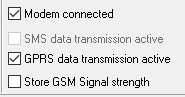 Modem connected
SMS data transmission active
GPRS data transmission active
Store GSM Signal strength